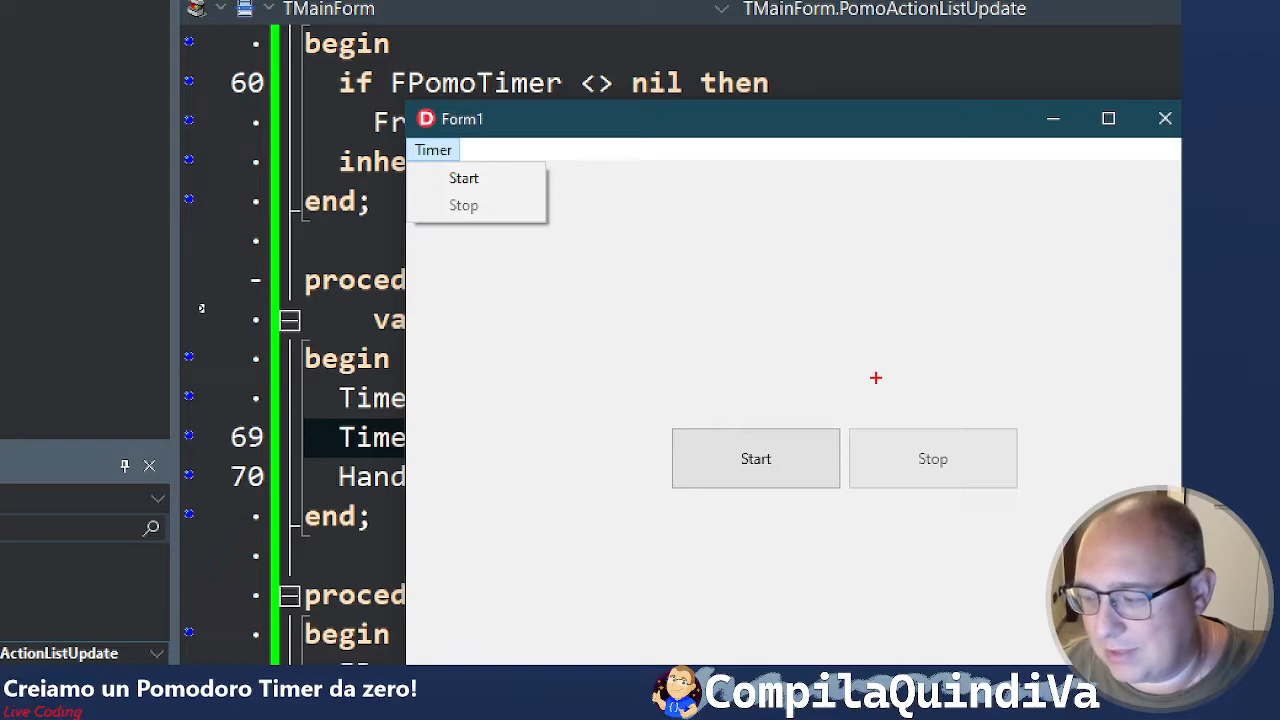 TMainForm
TMainForm.PomoActionListUpdate
begin
60 if FPomoTimer <> nil then
Fr
inhe
end;
proced
va
begin
Time
69 Time
70 Hand
end;
proced
begin
Form1
Timer
Start
Stop
Start
Stop
ActionListUpdate
Creiamo un Pomodoro Timer da zero!
Live Coding
CompilaQuindiVa